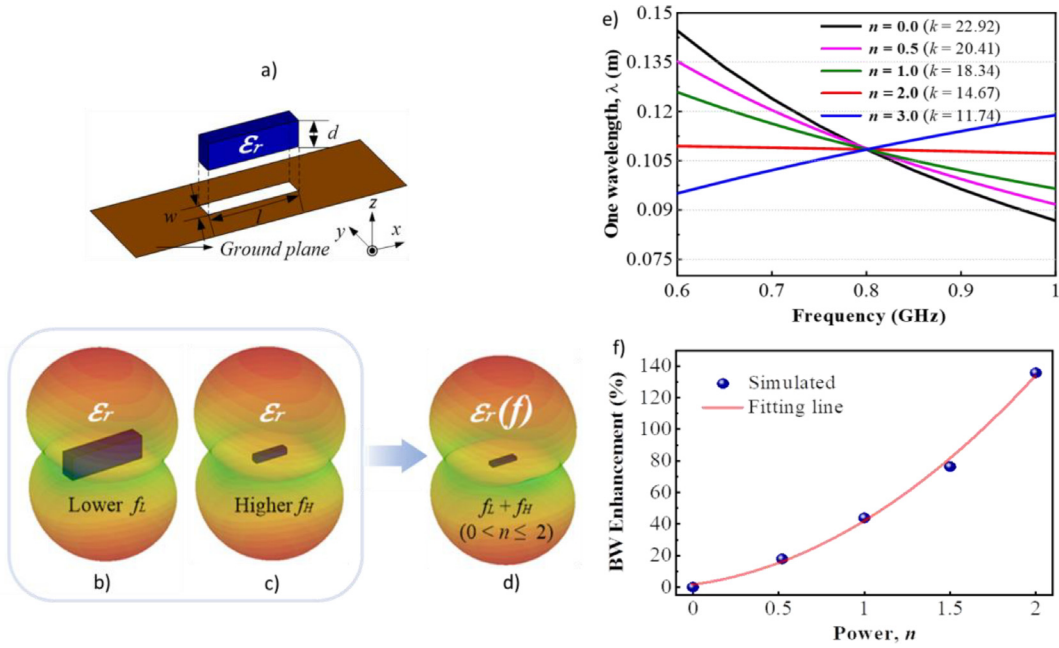 a)
εr
d
w
l
Ground plane
z
y
x
εr
Lower fL
b)
εr
Higher fH
c)
εr(f)
fL + fH
(0 < n ≤ 2)
d)
e)
One wavelength, λ (m)
0.15
0.135
0.12
0.105
0.09
0.075
n = 0.0 (k = 22.92)
n = 0.5 (k = 20.41)
n = 1.0 (k = 18.34)
n = 2.0 (k = 14.67)
n = 3.0 (k = 11.74)
0.6 0.7 0.8 0.9 1
Frequency (GHz)
f)
BW Enhancement (%)
140
120
100
80
60
40
20
0
Simulated
Fitting line
0 0.5 1 1.5 2
Power, n